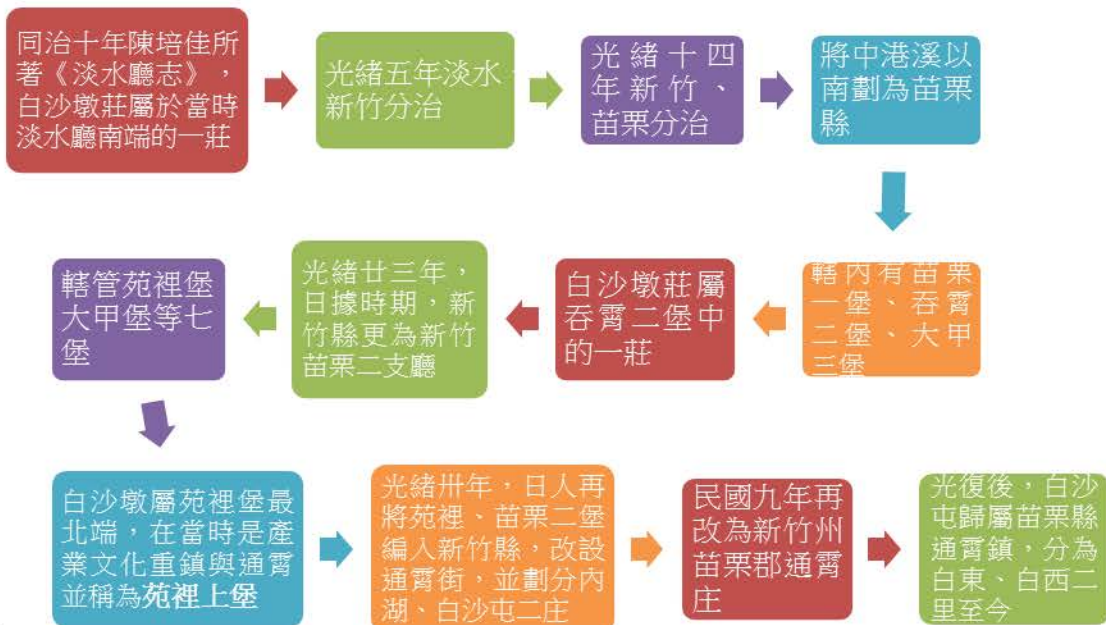 同治十年陳培佳所
著《淡水廳志》，
白沙墩莊屬於當時
淡水廳南端的一莊
光緒五年淡水、
新竹分治
光緒十四
年新竹、
苗栗分治
將中港溪以
南劃為苗栗
縣
轄內有苗栗
一堡、吞霄
二堡、大甲
三堡
白沙墩莊屬
吞霄二堡中
的一莊
光緒廿三年，
日據時期，新
竹縣更為新竹
苗栗二支廳
轄管苑裡堡
大甲堡等七
堡
白沙墩屬苑裡堡最
北端，在當時是產
業文化重鎮與通霄
並稱為苑裡上堡
光緒卅年，日人再
將苑裡、苗栗二堡
編入新竹縣，改設
通霄街，並劃分內
湖、白沙屯二庄
民國九年再
改為新竹州
苗栗郡通霄
庄
光復後，白沙
屯歸屬苗栗縣
通霄鎮，分為
白東、白西二
里至今